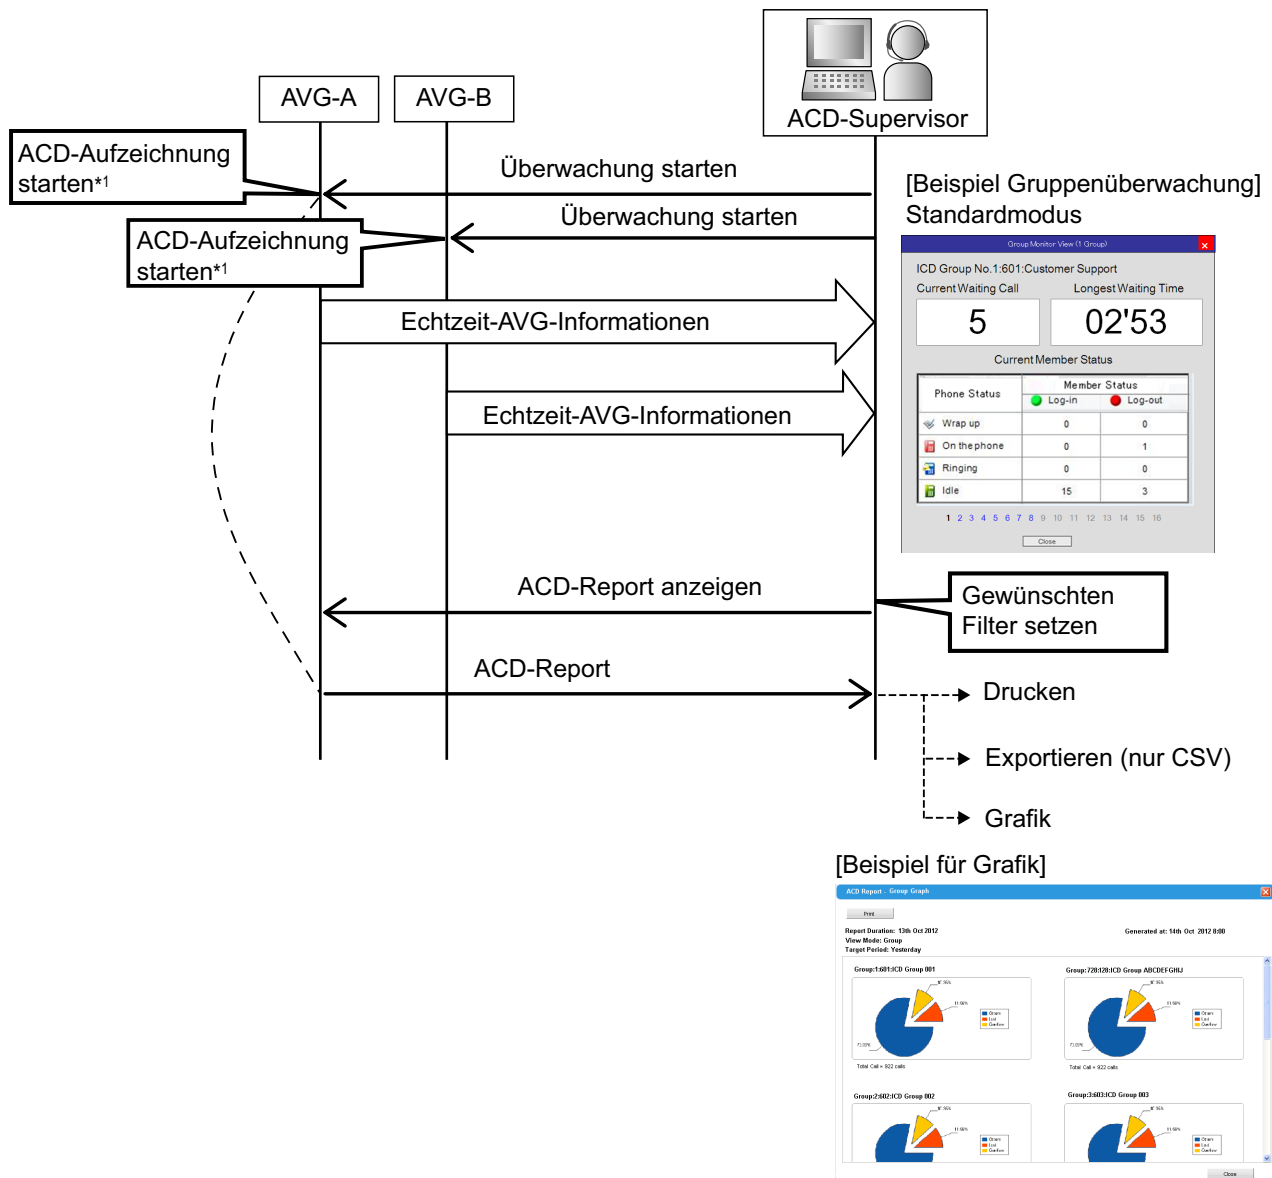 ACD-Supervisor
AVG-A
AVG-B
ACD-Aufzeichnung
starten*1
Überwachung starten
Überwachung starten
ACD-Aufzeichnung
starten*1
[Beispiel Gruppenüberwachung]
Standardmodus
Group Monitor View (1 Group)
ICD Group No.1:601:Customer Support
Current Waiting Call
Longest Waiting Time
5
02'53
Current Member Status
Phone Status
Member Status
Log-in
Log-out
Wrap up 0 0
On the phone 0 1
Ringing 0 0
Idle 15 3
1 2 3 4 5 6 7 8 9 10 11 12 13 14 15 16
Close
Echtzeit-AVG-Informationen
Echtzeit-AVG-Informationen
ACD-Report anzeigen
Gewünschten
Filter setzen
ACD-Report
Drucken
Exportieren (nur CSV)
Grafik
[Beispiel für Grafik]
ACD Report - Group Graph
Print
Report Duration: 13th Oct 2012
Generated at: 14th Oct 2012 8:00
View Mode: Group
Target Period: Yesterday
Group:1:601:ICD Group 001
Group:728:128:ICD Group ABCDEFGHIJ
Total Call = 922 calls
Total Call = 922 calls
Group:2:602:ICD Group 002
Group:3:603:ICD Group 003
Close